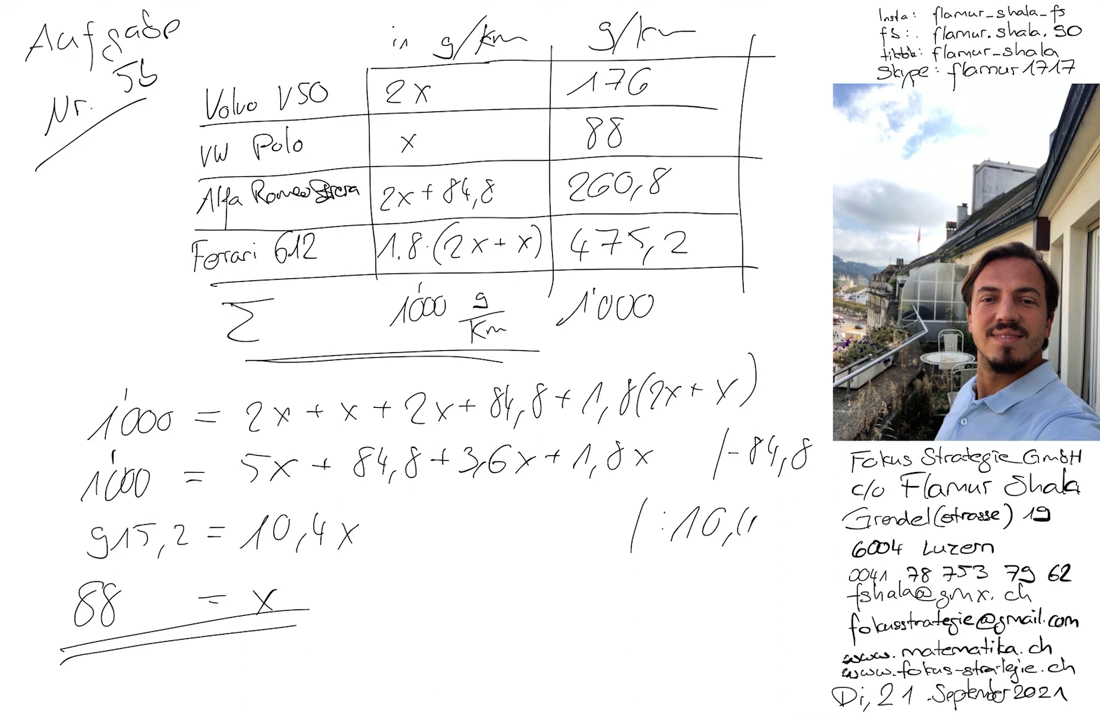 Aufgabe
Nr. 5b
in g/km g/km
Volvo V50 2x 176
VW Polo x 88
Alfa Romeo 2x + 84,8 260,8
Ferrari 612 1.8·(2x + x) 475,2
Σ 1'000 g/km 1'000
1'000 = 2x + x + 2x + 84,8 + 1,8(2x + x)
1'000 = 5x + 84,8 + 3,6x + 1,8x |-84,8
915,2 = 10,4x | :10,4
88 = x
Insta: flamur_shala_fs
fb: flamur.shala.50
tiktok: flamur_shala
Skype: flamur1717
Fokus Strategie GmbH
c/o Flamur Shala
Grendel(strasse) 19
6004 Luzern
0041 78 753 79 62
fshala@gmx.ch
fokusstrategie@gmail.com
www.matematika.ch
www.fokus-strategie.ch
Di, 21. September 2021